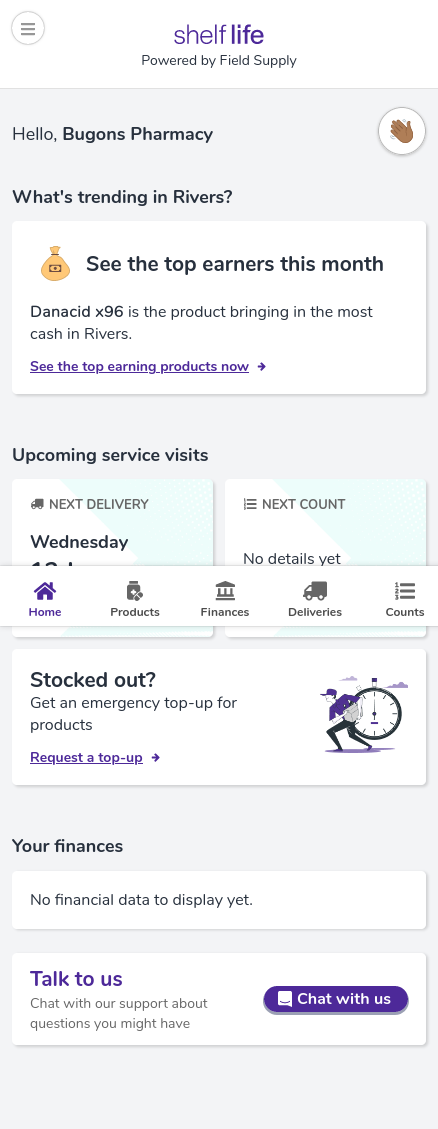 shelf life
Powered by Field Supply
Hello, Bugons Pharmacy
What's trending in Rivers?
See the top earners this month
Danacid x96 is the product bringing in the most
cash in Rivers.
See the top earning products now
Upcoming service visits
NEXT DELIVERY
Wednesday
NEXT COUNT
No details yet
Home
Products
Finances
Deliveries
Counts
Stocked out?
Get an emergency top-up for
products
Request a top-up
Your finances
No financial data to display yet.
Talk to us
Chat with our support about
questions you might have
Chat with us